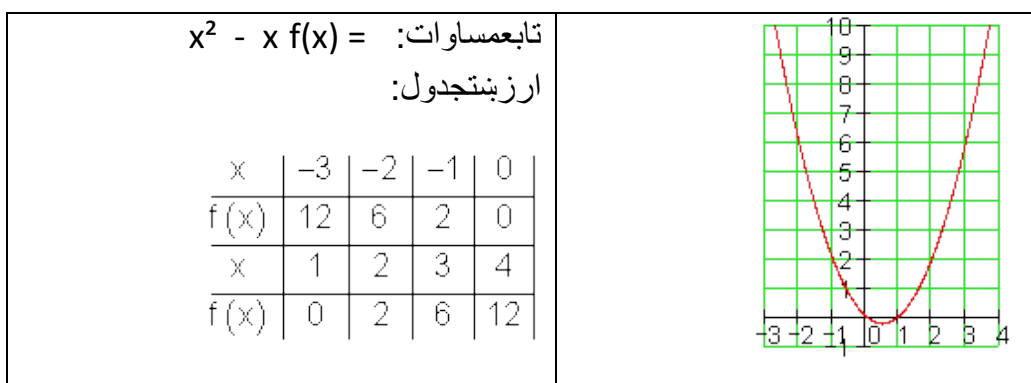 تابعمساوات: x² - x f(x) =
ارزښتجدول:
x | –3 | –2 | –1 | 0
f(x) | 12 | 6 | 2 | 0
x | 1 | 2 | 3 | 4
f(x) | 0 | 2 | 6 | 12
10
9
8
7
6
5
4
3
2
1
-3 -2 -1 0 1 2 3 4
1